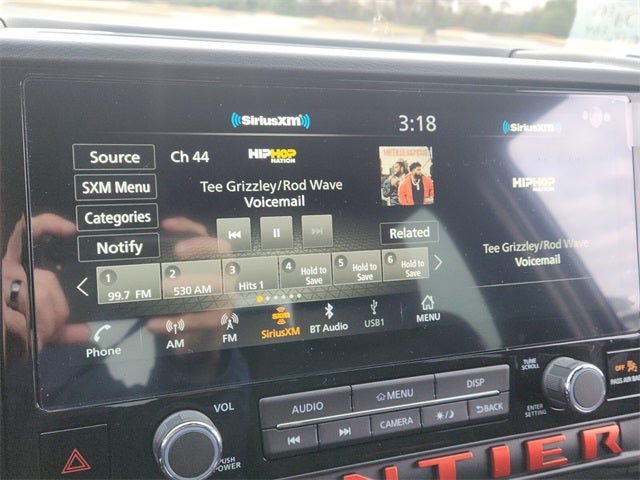 SiriusXM
3:18
SiriusXM
Source
Ch 44
HIPHOP NATION
HIPHOP NATION
SXM Menu
Tee Grizzley/Rod Wave
Voicemail
Categories
Notify
Related
Tee Grizzley/Rod Wave
Voicemail
1 99.7 FM
2 530 AM
3 Hits 1
4 Hold to Save
5 Hold to Save
6 Hold to Save
Phone
AM
FM
sxm
SiriusXM
BT Audio
USB1
MENU
TUNE SCROLL
OFF
PASS AIR BAG
VOL
AUDIO
MENU
DISP
CAMERA
BACK
ENTER SETTING
PUSH POWER
NTIER